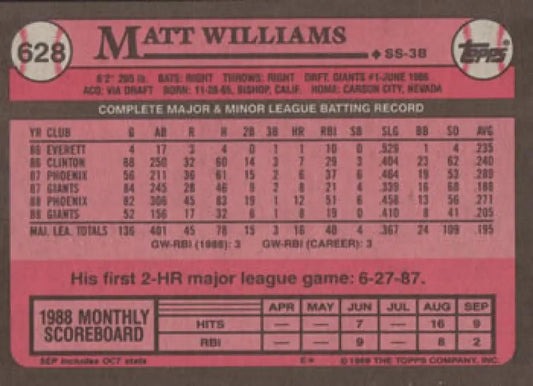 628
MATT WILLIAMS
SS-3B
TOPPS
6'2" 205 lb. BATS: RIGHT THROWS: RIGHT DRAFT: GIANTS #1-JUNE 1986
ACQ: VIA DRAFT BORN: 11-28-65, BISHOP, CALIF. HOME: CARSON CITY, NEVADA
COMPLETE MAJOR & MINOR LEAGUE BATTING RECORD
YR CLUB G AB R H 2B 3B HR RBI SB SLG BB SO AVG
86 EVERETT 4 17 3 4 0 1 1 10 0 .529 1 4 .235
86 CLINTON 68 250 32 60 14 3 7 29 3 .404 23 62 .240
87 PHOENIX 56 211 36 61 15 2 6 37 6 .464 19 53 .289
87 GIANTS 84 245 28 46 9 2 8 21 4 .339 16 68 .188
88 PHOENIX 82 306 45 83 19 1 12 51 6 .458 13 56 .271
88 GIANTS 52 156 17 32 6 1 8 19 0 .410 8 41 .205
MAJ. LEA. TOTALS 136 401 45 78 15 3 16 40 4 .367 24 109 .195
GW-RBI (1988): 3 GW-RBI (CAREER): 3
His first 2-HR major league game: 6-27-87.
1988 MONTHLY SCOREBOARD
APR MAY JUN JUL AUG SEP
HITS — — 7 — 16 9
RBI — — 9 — 8 2
SEP includes OCT stats E* © 1989 THE TOPPS COMPANY, INC.